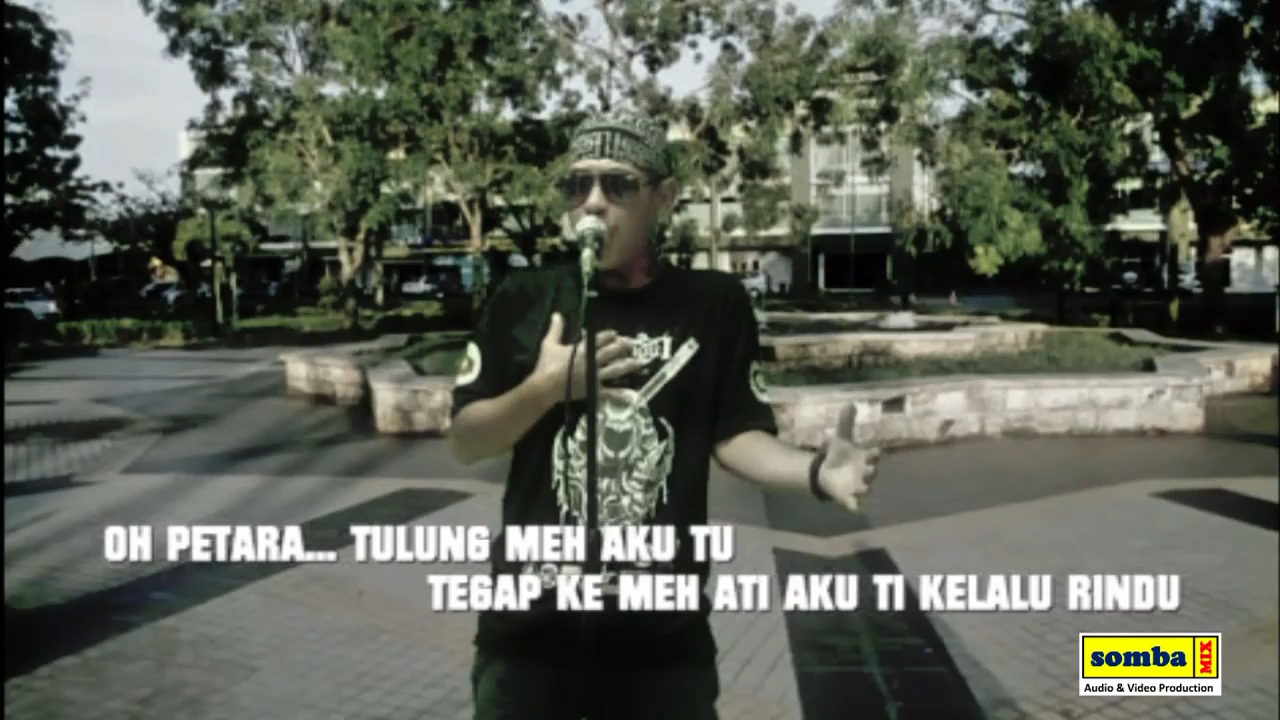 OH PETARA... TULUNG MEH AKU TU
TEGAP KE MEH ATI AKU TI KELALU RINDU
somba MIX
Audio & Video Production